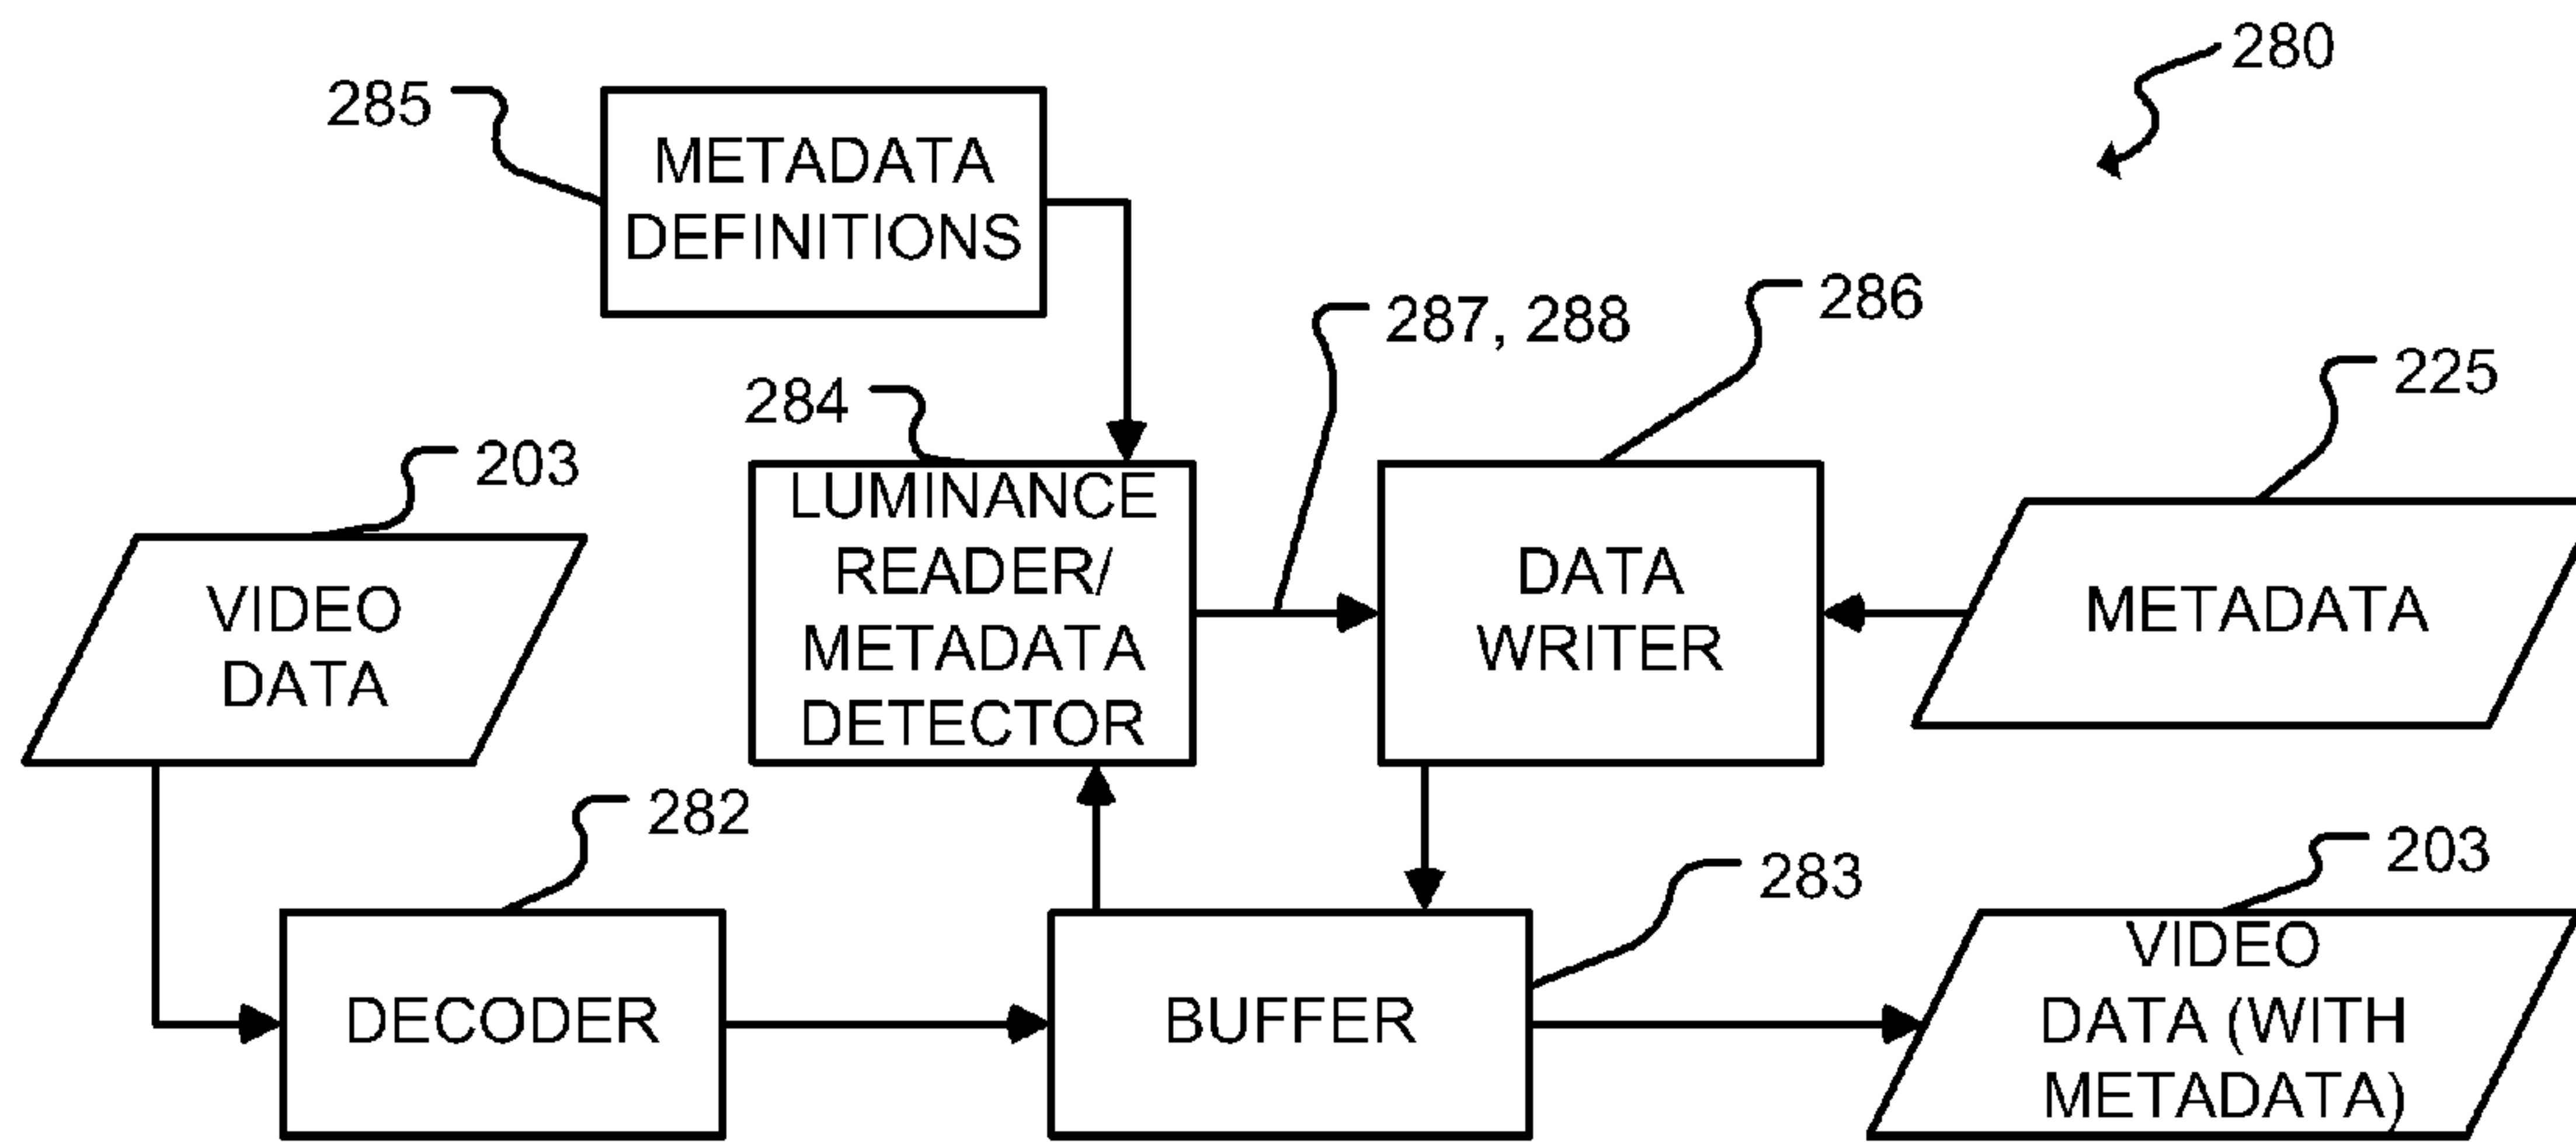 280
285
METADATA
DEFINITIONS
287, 288
286
225
284
203
LUMINANCE
READER/
METADATA
DETECTOR
DATA
WRITER
METADATA
VIDEO
DATA
282
283
203
DECODER
BUFFER
VIDEO
DATA (WITH
METADATA)